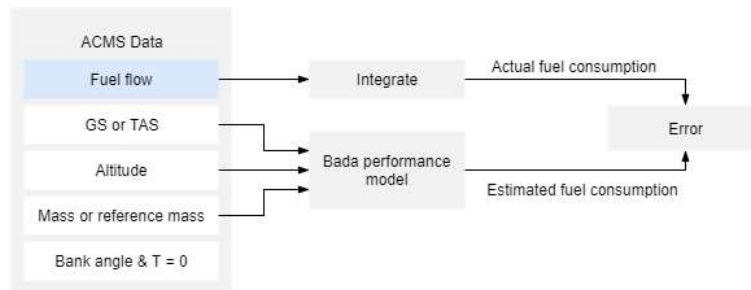 ACMS Data
Fuel flow
GS or TAS
Altitude
Mass or reference mass
Bank angle & T = 0
Integrate
Bada performance
model
Actual fuel consumption
Estimated fuel consumption
Error